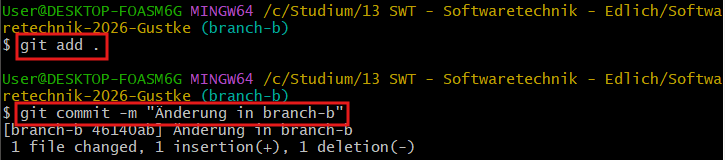 User@DESKTOP-FOASM6G MINGW64 /c/Studium/13 SWT - Softwaretechnik - Edlich/Softwa
retechnik-2026-Gustke (branch-b)
$ git add .
User@DESKTOP-FOASM6G MINGW64 /c/Studium/13 SWT - Softwaretechnik - Edlich/Softwa
retechnik-2026-Gustke (branch-b)
$ git commit -m "Änderung in branch-b"
[branch-b 46140ab] Änderung in branch-b
 1 file changed, 1 insertion(+), 1 deletion(-)